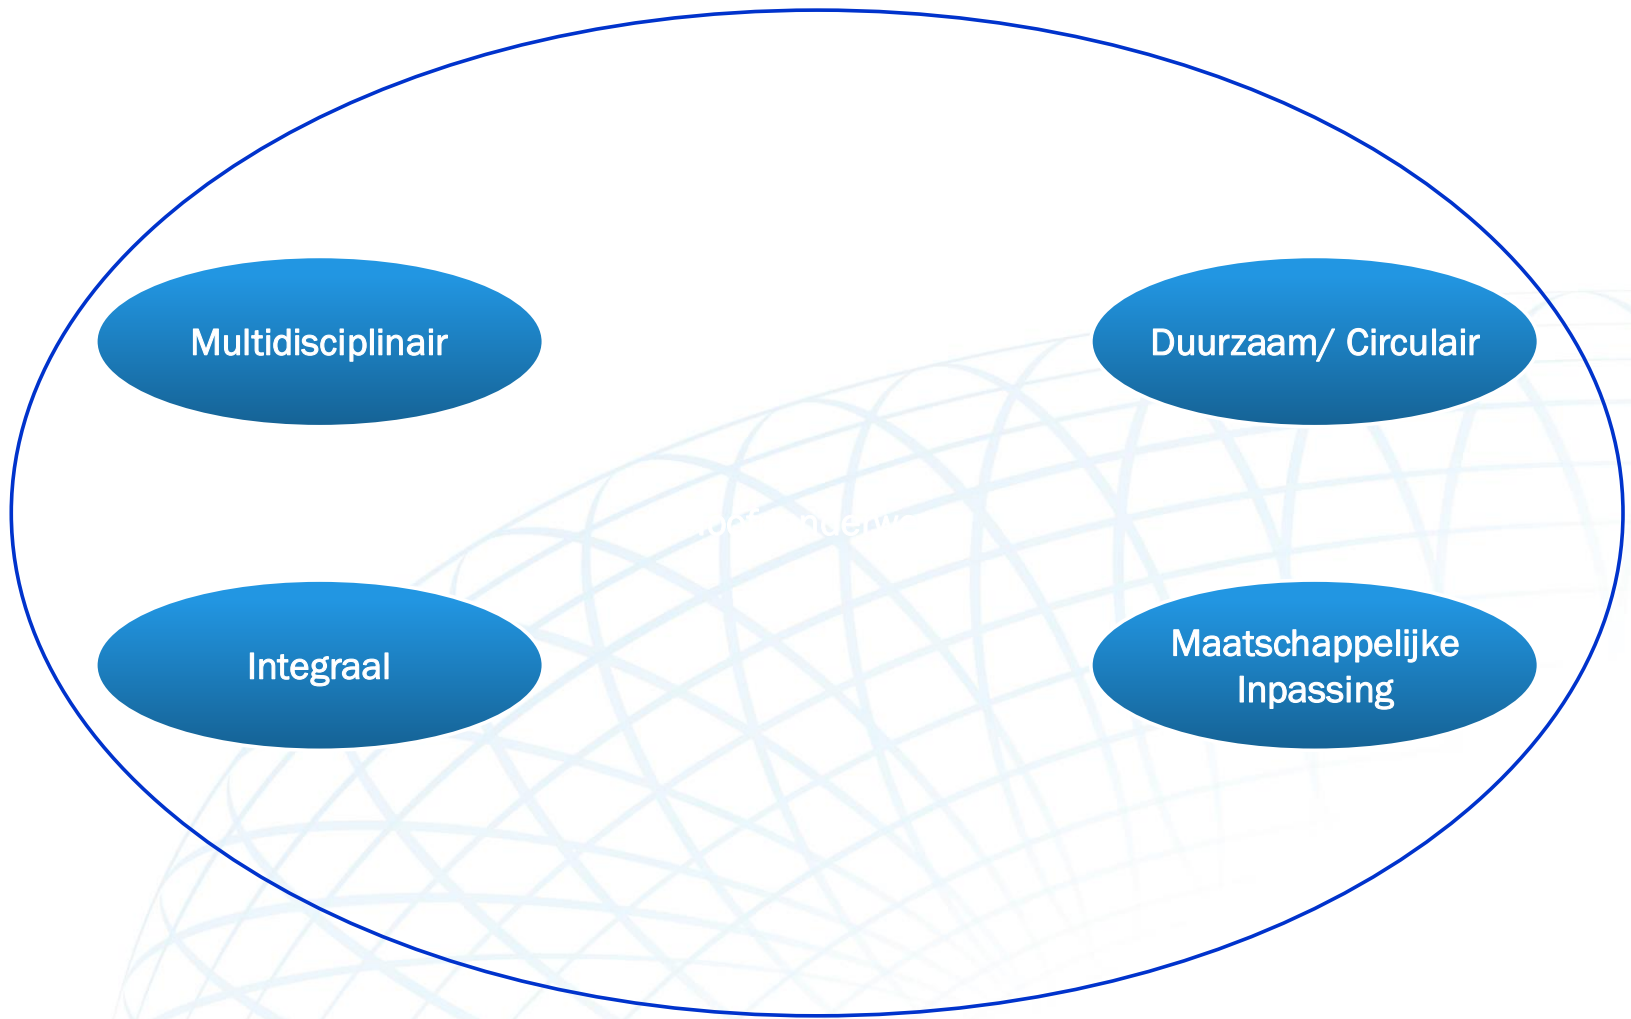 Multidisciplinair
Duurzaam/ Circulair
Integraal
Maatschappelijke
Inpassing